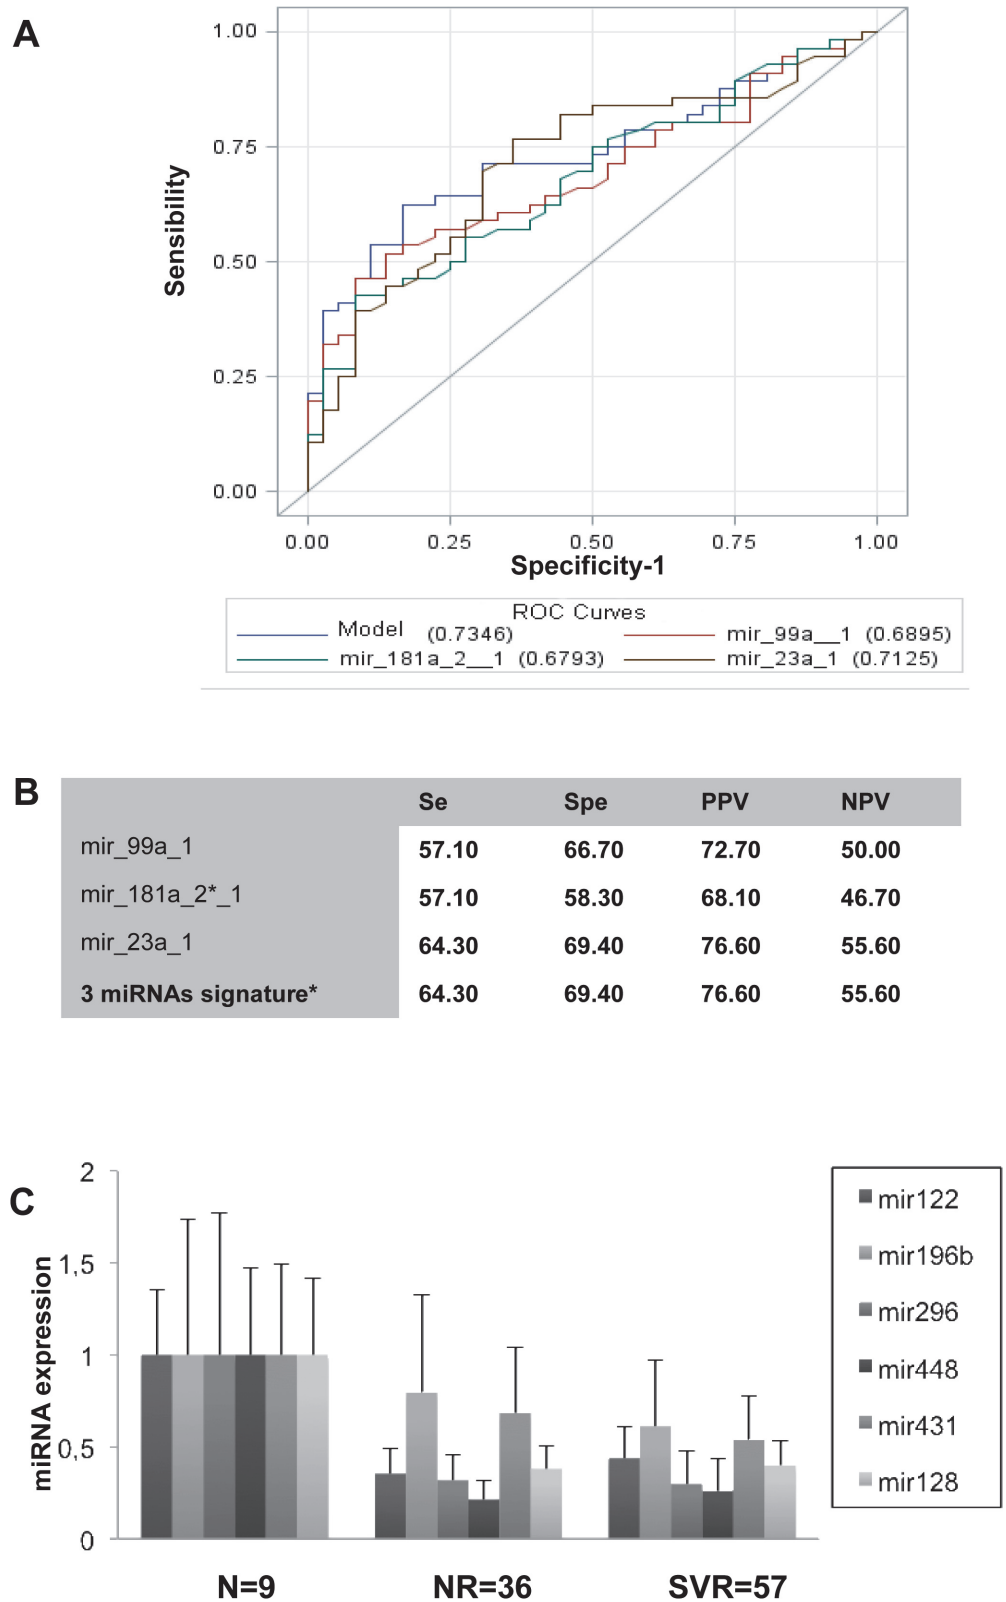 A
1.00
0.75
0.50
0.25
0.00
Sensibility
0.00 0.25 0.50 0.75 1.00
Specificity-1
ROC Curves
Model (0.7346) mir_99a__1 (0.6895)
mir_181a_2__1 (0.6793) mir_23a_1 (0.7125)
B
Se Spe PPV NPV
mir_99a_1 57.10 66.70 72.70 50.00
mir_181a_2*_1 57.10 58.30 68.10 46.70
mir_23a_1 64.30 69.40 76.60 55.60
3 miRNAs signature* 64.30 69.40 76.60 55.60
C
2
1,5
1
0,5
0
miRNA expression
N=9 NR=36 SVR=57
mir122
mir196b
mir296
mir448
mir431
mir128